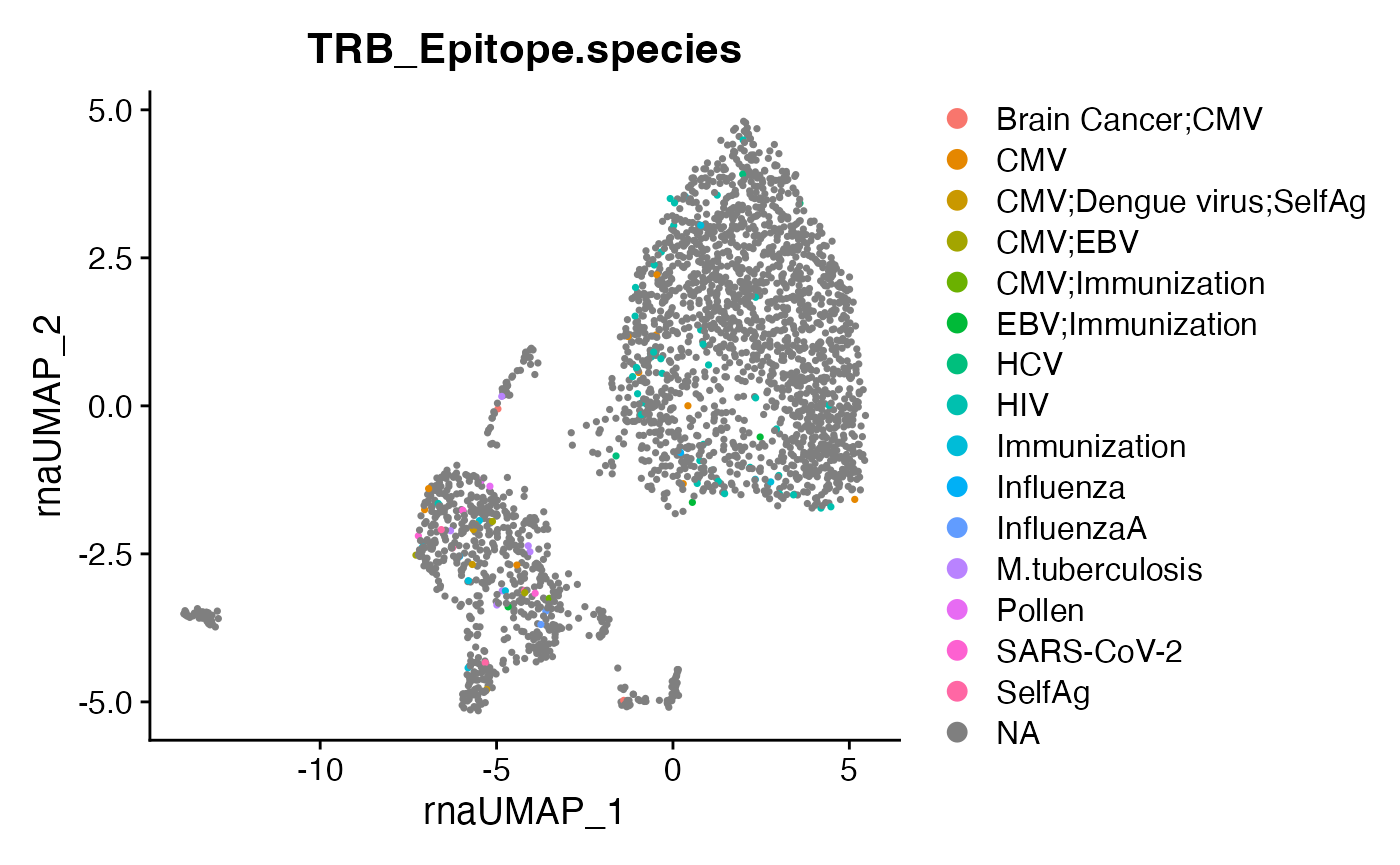 TRB_Epitope.species
rnaUMAP_2
5.0
2.5
0.0
-2.5
-5.0
-10
-5
0
5
rnaUMAP_1
Brain Cancer;CMV
CMV
CMV;Dengue virus;SelfAg
CMV;EBV
CMV;Immunization
EBV;Immunization
HCV
HIV
Immunization
Influenza
InfluenzaA
M.tuberculosis
Pollen
SARS-CoV-2
SelfAg
NA